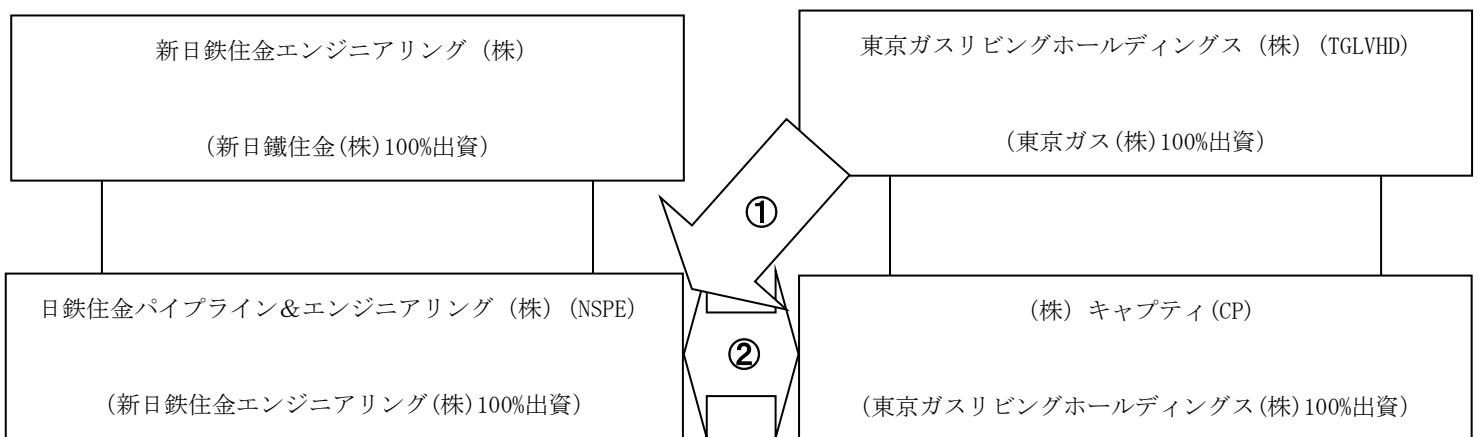 新日鉄住金エンジニアリング（株）
(新日鐵住金(株)100%出資)
東京ガスリビングホールディングス（株）(TGLVHD)
(東京ガス(株)100%出資)
①
日鉄住金パイプライン＆エンジニアリング（株）(NSPE)
(新日鉄住金エンジニアリング(株)100%出資)
②
（株）キャプティ(CP)
(東京ガスリビングホールディングス(株)100%出資)